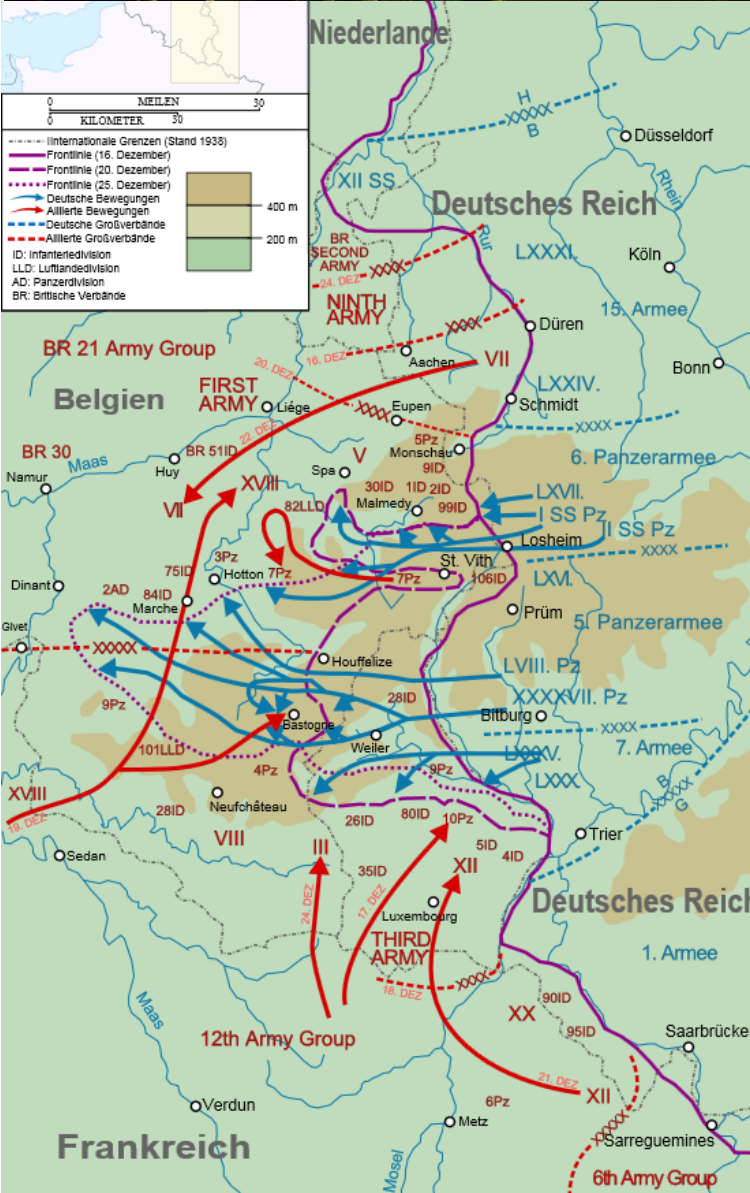 Niederlande
0 MEILEN 30
0 KILOMETER 30
Internationale Grenzen (Stand 1938)
Frontlinie (16. Dezember)
Frontlinie (20. Dezember)
Frontlinie (25. Dezember)
Deutsche Bewegungen
Alliierte Bewegungen
Deutsche Großverbände
Alliierte Großverbände
ID: Infanteriedivision
LLD: Luftlandedivision
AD: Panzerdivision
BR: Britische Verbände
400 m
200 m
H
XXXXX
B
Düsseldorf
XII SS
Rhein
Deutsches Reich
Rur
BR
SECOND
ARMY
XXXX
24. DEZ
LXXXI.
Köln
NINTH
ARMY
15. Armee
XXXX
Düren
BR 21 Army Group
16. DEZ
Aachen
VII
20. DEZ
Bonn
FIRST
ARMY
LXXIV.
Belgien
Liége
XXXX
Eupen
Schmidt
XXXX
22. DEZ
5Pz
BR 30
BR 51ID
V
Monschau
6. Panzerarmee
Maas
Huy
Spa
9ID
Namur
XVIII
30ID
1ID
2ID
LXVII.
VII
82LLD
Malmedy
99ID
I SS Pz
II SS Pz
Losheim
XXXX
3Pz
St. Vith
75ID
Hotton
7Pz
7Pz
106ID
LXVI.
Dinant
2AD
84ID
Marche
Prüm
5. Panzerarmee
Givet
XXXXX
Houffalize
LVIII. Pz
9Pz
28ID
XXXXVII. Pz
Bastogne
Bitburg
XXXX
101LLD
Weiler
7. Armee
LXXXV.
4Pz
9Pz
LXXX.
B
XXXXX
G
XVIII
19. DEZ
Neufchâteau
28ID
26ID
80ID
10Pz
Trier
VIII
III
5ID
4ID
Sedan
XII
35ID
24. DEZ
17. DEZ
Luxembourg
Deutsches Reich
THIRD
ARMY
1. Armee
XXXX
18. DEZ
Maas
90ID
XX
12th Army Group
95ID
Saarbrücke
21. DEZ
XII
6Pz
Verdun
Metz
XXXXX
Sarreguemines
Frankreich
Mosel
6th Army Group